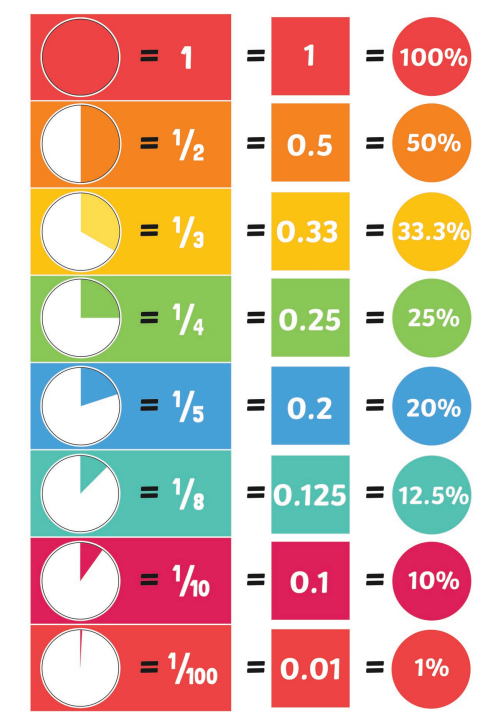 = 1 = 1 = 100%
= 1/2 = 0.5 = 50%
= 1/3 = 0.33 = 33.3%
= 1/4 = 0.25 = 25%
= 1/5 = 0.2 = 20%
= 1/8 = 0.125 = 12.5%
= 1/10 = 0.1 = 10%
= 1/100 = 0.01 = 1%